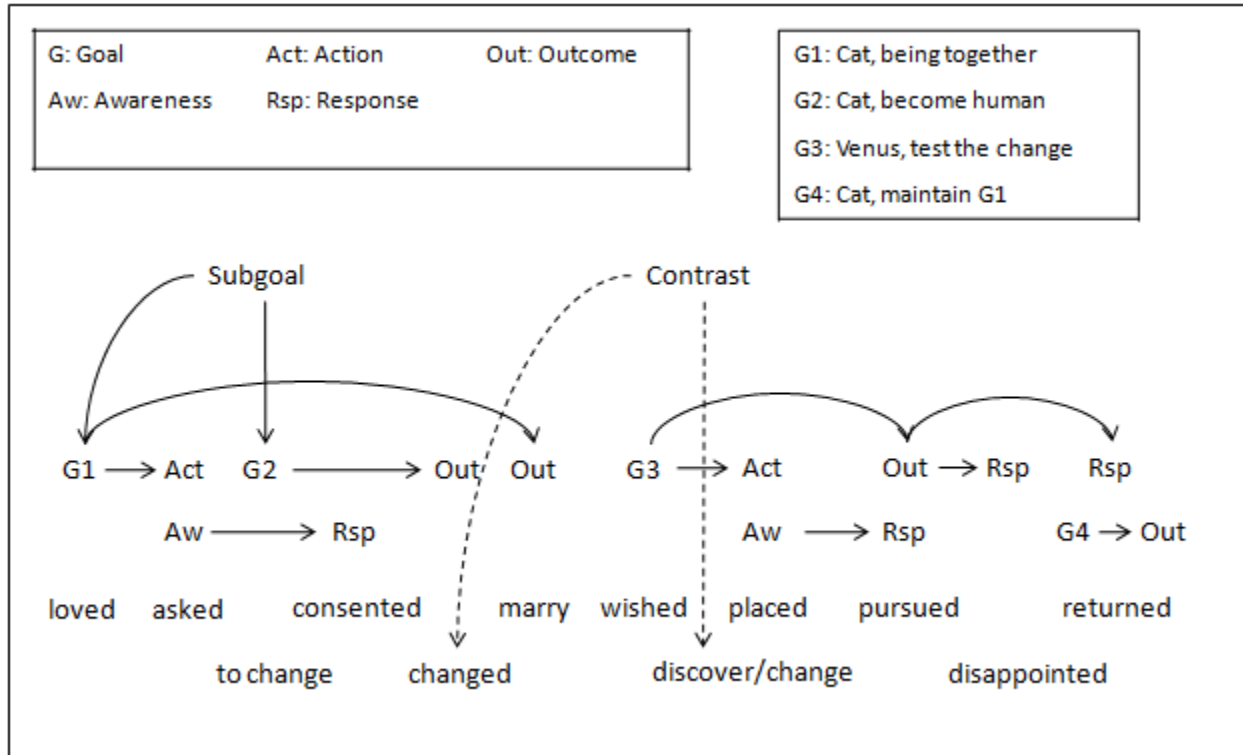 G: Goal Act: Action Out: Outcome
Aw: Awareness Rsp: Response
G1: Cat, being together
G2: Cat, become human
G3: Venus, test the change
G4: Cat, maintain G1
Subgoal Contrast
G1 Act G2 Out Out G3 Act Out Rsp Rsp
Aw Rsp Aw Rsp G4 Out
loved asked consented marry wished placed pursued returned
to change changed discover/change disappointed